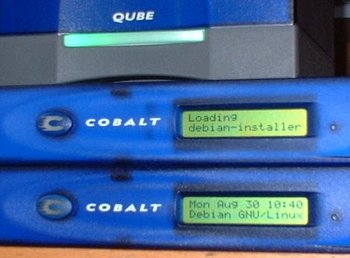 QUBE
COBALT
Loading
debian-installer
COBALT
Mon Aug 30 10:40
Debian GNU/Linux